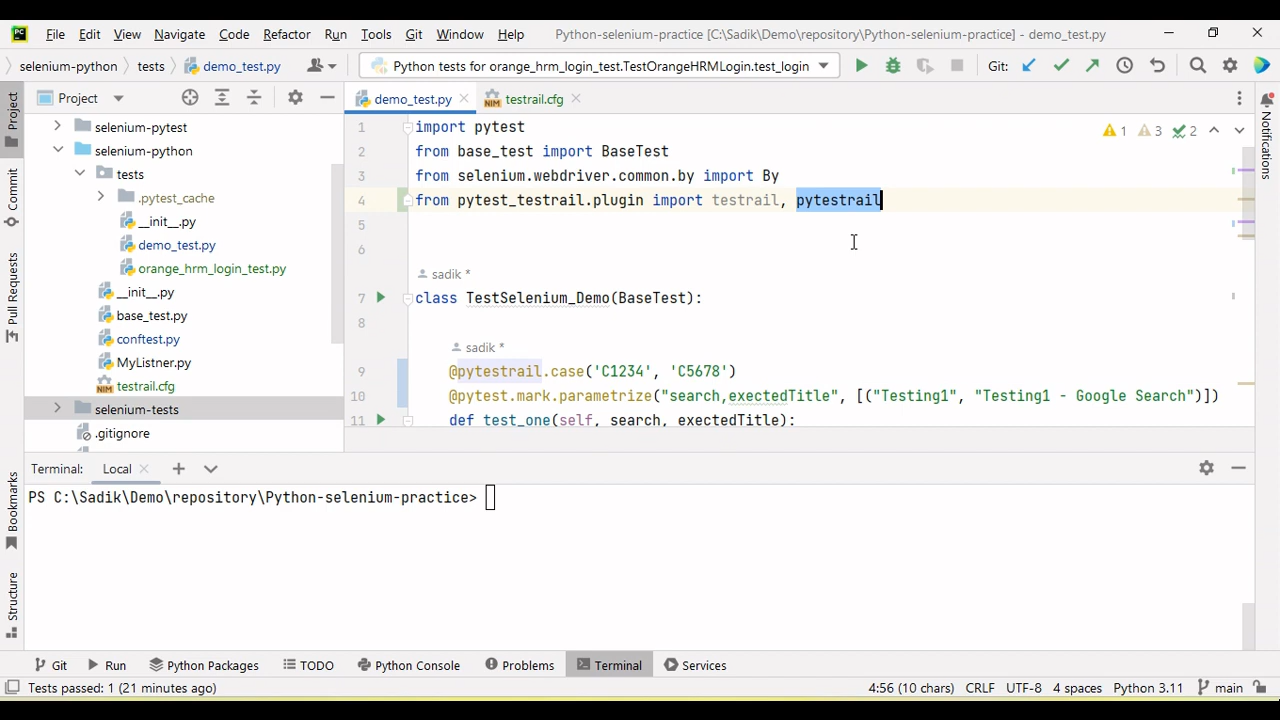 PC File Edit View Navigate Code Refactor Run Tools Git Window Help Python-selenium-practice [C:\Sadik\Demo\repository\Python-selenium-practice] - demo_test.py
selenium-python tests demo_test.py Python tests for orange_hrm_login_test.TestOrangeHRMLogin.test_login Git:
Project
Commit
Pull Requests
Bookmarks
Structure
Project
selenium-pytest
selenium-python
tests
.pytest_cache
__init__.py
demo_test.py
orange_hrm_login_test.py
__init__.py
base_test.py
conftest.py
MyListner.py
NIM testrail.cfg
selenium-tests
.gitignore
demo_test.py NIM testrail.cfg
1 import pytest
2 from base_test import BaseTest
3 from selenium.webdriver.common.by import By
4 from pytest_testrail.plugin import testrail, pytestrail
5
6
sadik *
7 class TestSelenium_Demo(BaseTest):
8
sadik *
9 @pytestrail.case('C1234', 'C5678')
10 @pytest.mark.parametrize("search,exectedTitle", [("Testing1", "Testing1 - Google Search")])
11 def test_one(self, search, exectedTitle):
1 3 2
Notifications
Terminal: Local
PS C:\Sadik\Demo\repository\Python-selenium-practice>
Git Run Python Packages TODO Python Console Problems Terminal Services
Tests passed: 1 (21 minutes ago) 4:56 (10 chars) CRLF UTF-8 4 spaces Python 3.11 main